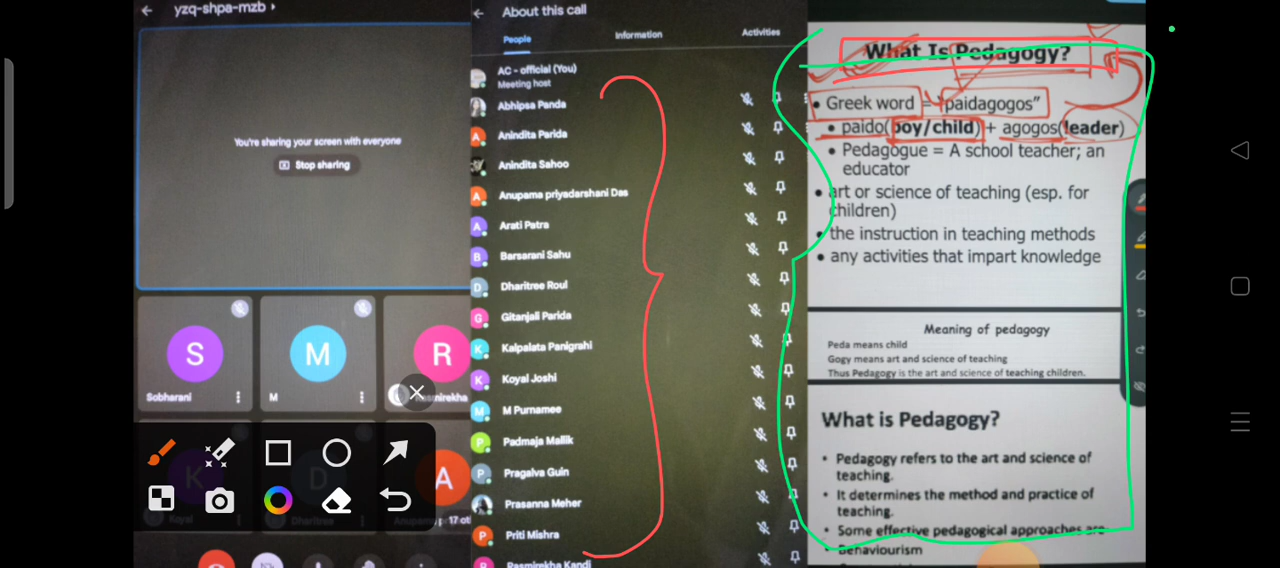 yzq-shpa-mzb
You're sharing your screen with everyone
Stop sharing
S
M
R
Sobharani
M
smirekha
K
D
A
Koyal
Dharitree
17 ot
About this call
People
Information
Activities
AC - official (You)
Meeting host
Abhipsa Panda
A
Anindita Parida
Anindita Sahoo
A
Anupama priyadarshani Das
A
Arati Patra
B
Barsarani Sahu
D
Dharitree Roul
G
Gitanjali Parida
K
Kalpalata Panigrahi
K
Koyal Joshi
M
M Purnamee
P
Padmaja Mallik
P
Pragalva Guin
Prasanna Meher
P
Priti Mishra
R
Rasmirekha Kandi
What Is Pedagogy?
• Greek word = "paidagogos"
• paido(boy/child) + agogos(leader)
• Pedagogue = A school teacher; an
educator
• art or science of teaching (esp. for
children)
• the instruction in teaching methods
• any activities that impart knowledge
Meaning of pedagogy
Peda means child
Gogy means art and science of teaching
Thus Pedagogy is the art and science of teaching children.
What is Pedagogy?
• Pedagogy refers to the art and science of
teaching.
• It determines the method and practice of
teaching.
• Some effective pedagogical approaches are
• Behaviourism